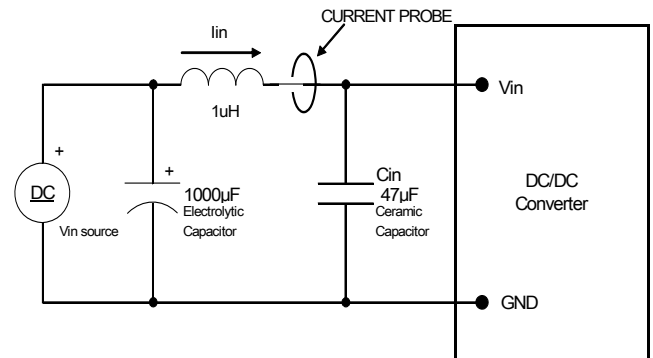 CURRENT PROBE
Iin
1uH
Vin
+
DC
Vin source
+
1000µF
Electrolytic
Capacitor
Cin
47µF
Ceramic
Capacitor
DC/DC
Converter
GND